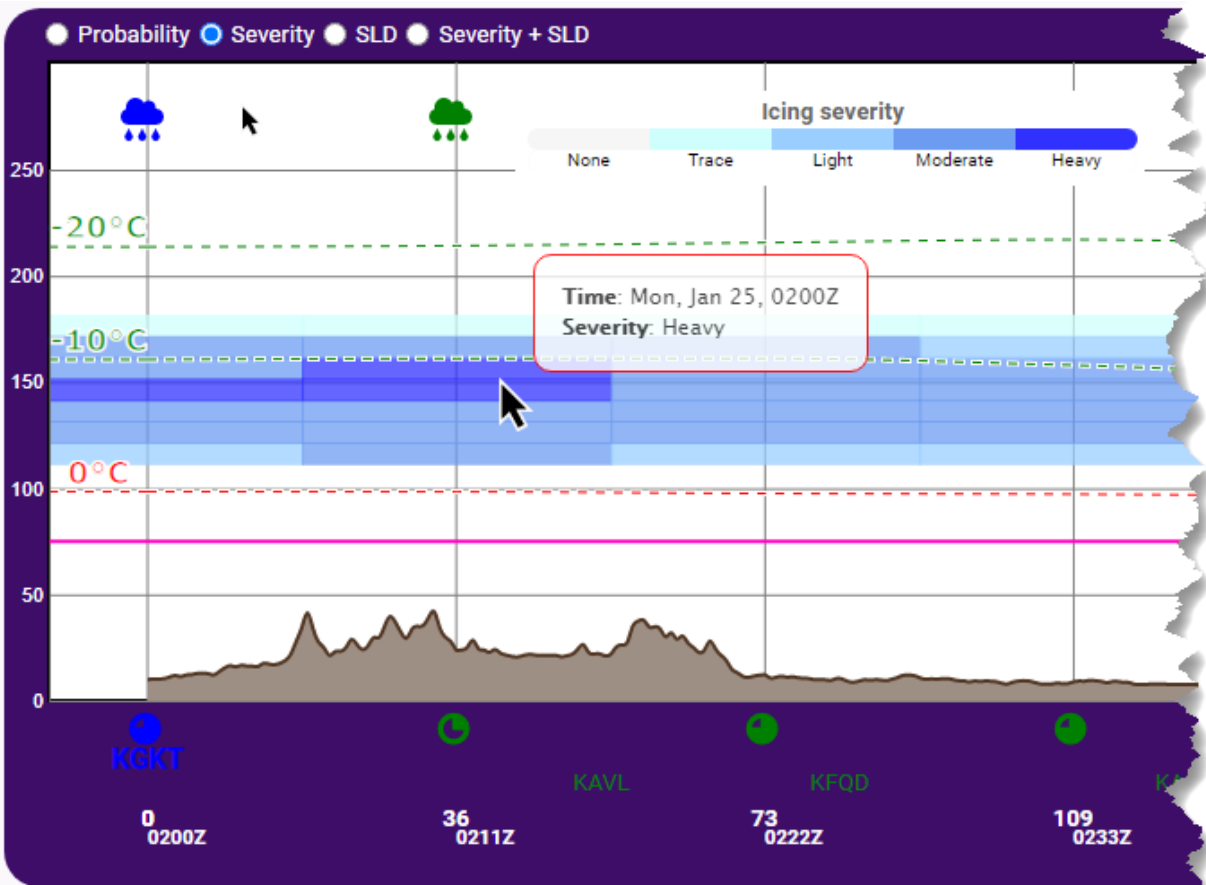 Probability Severity SLD Severity + SLD
Icing severity
None Trace Light Moderate Heavy
250
-20°C
200
Time: Mon, Jan 25, 0200Z
Severity: Heavy
-10°C
150
0°C
100
50
0
KGKT
KAVL KFQD
0 36 73 109
0200Z 0211Z 0222Z 0233Z